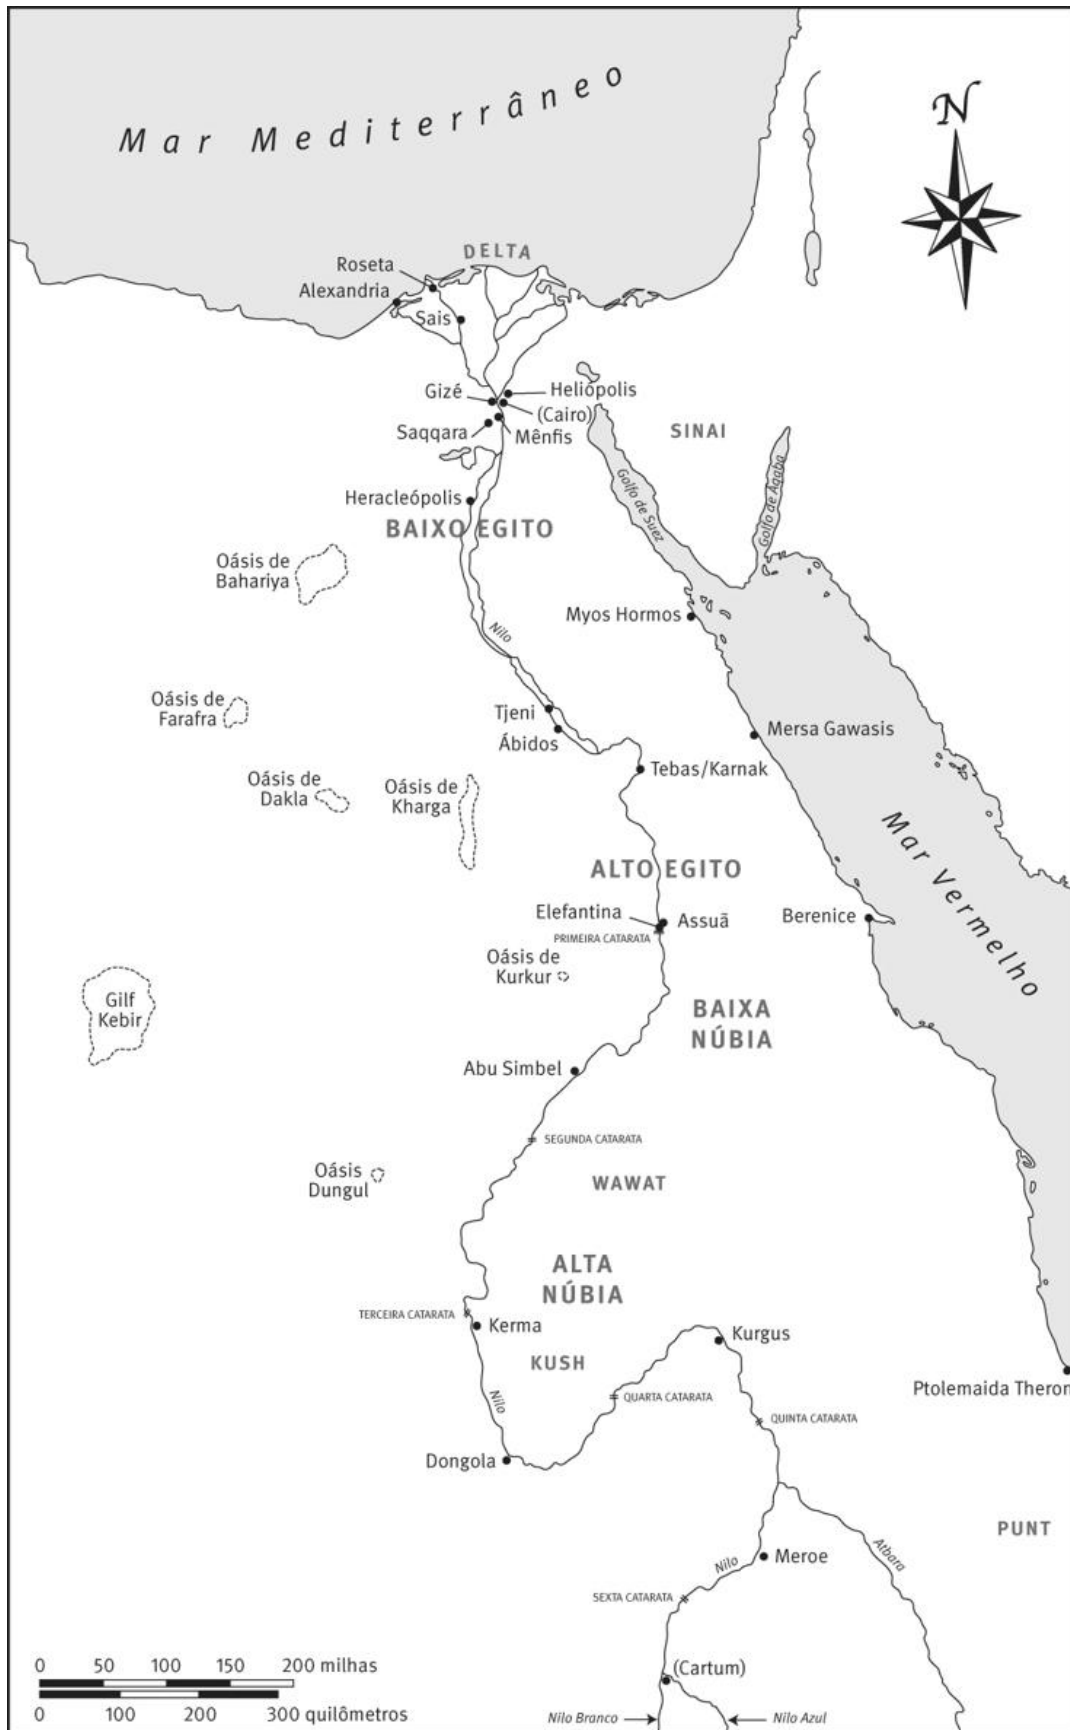 Mar Mediterrâneo
N
DELTA
Roseta
Alexandria
Sais
Gizé
Heliópolis
(Cairo)
Saqqara
Mênfis
SINAI
Golfo de Suez
Golfo de Aqaba
Heracleópolis
BAIXO EGITO
Oásis de
Bahariya
Myos Hormos
Nilo
Oásis de
Farafra
Tjeni
Ábidos
Mersa Gawasis
Tebas/Karnak
Oásis de
Dakla
Oásis de
Kharga
Mar Vermelho
ALTO EGITO
Elefantina
Assuã
Berenice
PRIMEIRA CATARATA
Oásis de
Kurkur
Gilf
Kebir
BAIXA
NÚBIA
Abu Simbel
SEGUNDA CATARATA
Oásis
Dungul
WAWAT
ALTA
NÚBIA
TERCEIRA CATARATA
Kerma
Kurgus
KUSH
Ptolemaida Theron
Nilo
QUARTA CATARATA
QUINTA CATARATA
Dongola
PUNT
Atbara
Nilo
Meroe
SEXTA CATARATA
(Cartum)
0 50 100 150 200 milhas
0 100 200 300 quilômetros
Nilo Branco
Nilo Azul